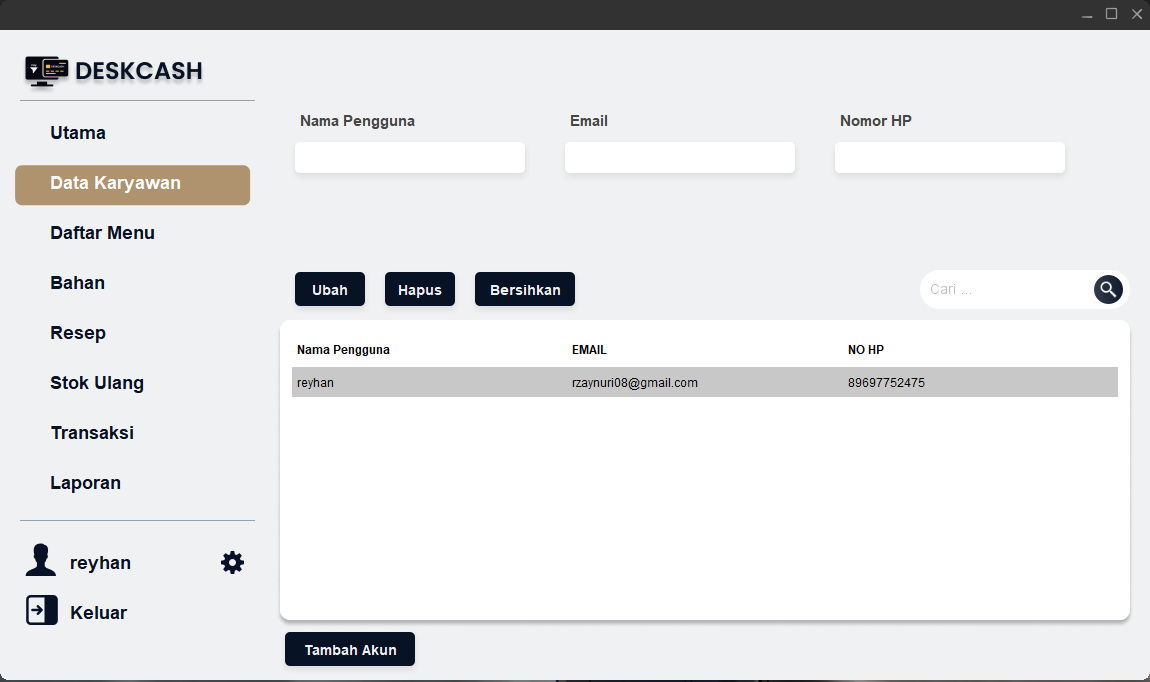 DESKCASH
Utama
Data Karyawan
Daftar Menu
Bahan
Resep
Stok Ulang
Transaksi
Laporan
reyhan
Keluar
Nama Pengguna Email Nomor HP
Ubah Hapus Bersihkan Cari ...
Nama Pengguna EMAIL NO HP
reyhan rzaynuri08@gmail.com 89697752475
Tambah Akun